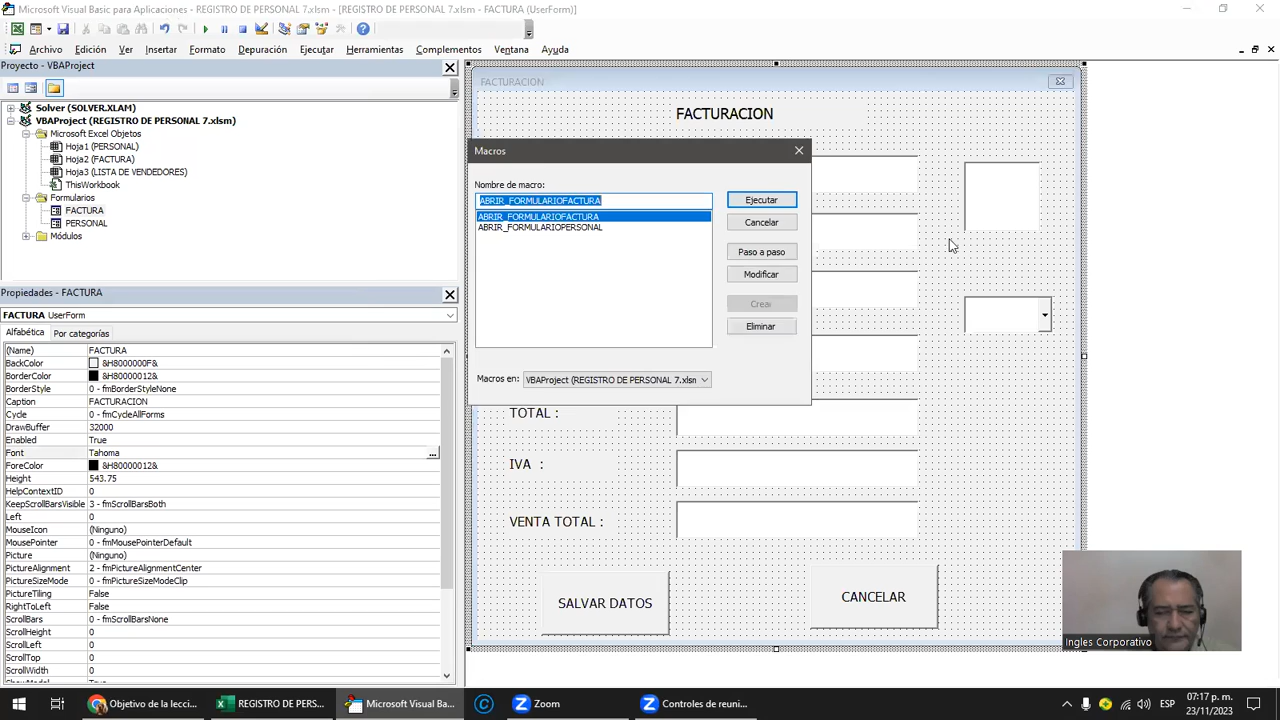 Microsoft Visual Basic para Aplicaciones - REGISTRO DE PERSONAL 7.xlsm - [REGISTRO DE PERSONAL 7.xlsm - FACTURA (UserForm)]
Archivo Edición Ver Insertar Formato Depuración Ejecutar Herramientas Complementos Ventana Ayuda
Proyecto - VBAProject
Solver (SOLVER.XLAM)
VBAProject (REGISTRO DE PERSONAL 7.xlsm)
Microsoft Excel Objetos
Hoja1 (PERSONAL)
Hoja2 (FACTURA)
Hoja3 (LISTA DE VENDEDORES)
ThisWorkbook
Formularios
FACTURA
PERSONAL
Módulos
Propiedades - FACTURA
FACTURA UserForm
Alfabética Por categorías
(Name) FACTURA
BackColor &H8000000F&
BorderColor &H80000012&
BorderStyle 0 - fmBorderStyleNone
Caption FACTURACION
Cycle 0 - fmCycleAllForms
DrawBuffer 32000
Enabled True
Font Tahoma
ForeColor &H80000012&
Height 543.75
HelpContextID 0
KeepScrollBarsVisible 3 - fmScrollBarsBoth
Left 0
MouseIcon (Ninguno)
MousePointer 0 - fmMousePointerDefault
Picture (Ninguno)
PictureAlignment 2 - fmPictureAlignmentCenter
PictureSizeMode 0 - fmPictureSizeModeClip
PictureTiling False
RightToLeft False
ScrollBars 0 - fmScrollBarsNone
ScrollHeight 0
ScrollLeft 0
ScrollTop 0
ScrollWidth 0
ShowModal True
FACTURACION
FACTURACION
Macros
Nombre de macro:
ABRIR_FORMULARIOFACTURA
ABRIR_FORMULARIOFACTURA
ABRIR_FORMULARIOPERSONAL
Ejecutar
Cancelar
Paso a paso
Modificar
Crear
Eliminar
Macros en: VBAProject (REGISTRO DE PERSONAL 7.xlsm
TOTAL :
IVA :
VENTA TOTAL :
SALVAR DATOS CANCELAR
Ingles Corporativo
Objetivo de la lecci... REGISTRO DE PERS... Microsoft Visual Bas... Zoom Controles de reuni... ESP 07:17 p. m.
23/11/2023